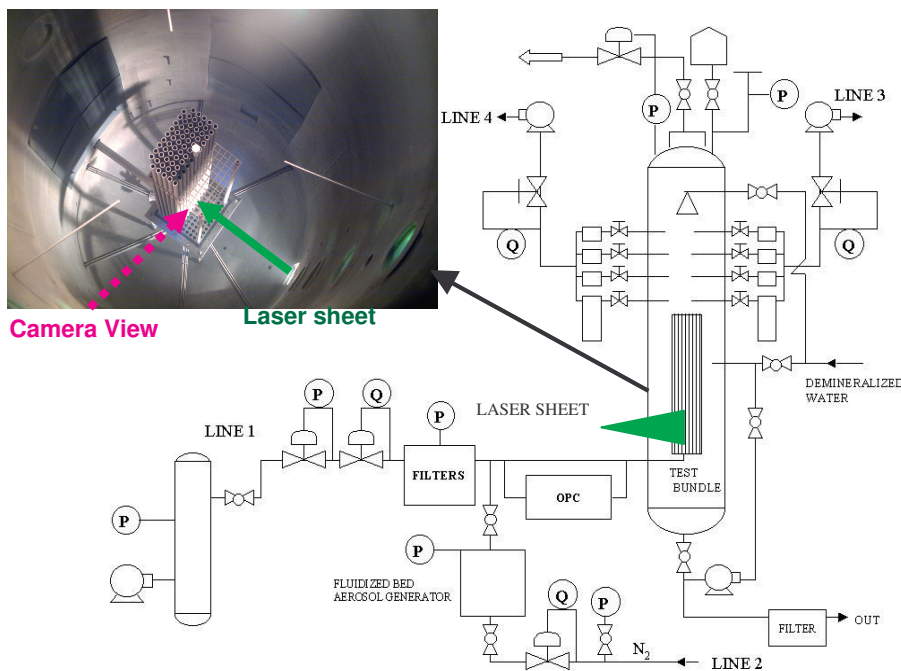 Camera View
Laser sheet
LINE 4
LINE 3
P
P
Q
Q
DEMINERALIZED
WATER
LASER SHEET
P
Q
P
LINE 1
FILTERS
OPC
TEST
BUNDLE
P
P
FLUIDIZED BED
AEROSOL GENERATOR
Q
P
N2
LINE 2
FILTER
OUT